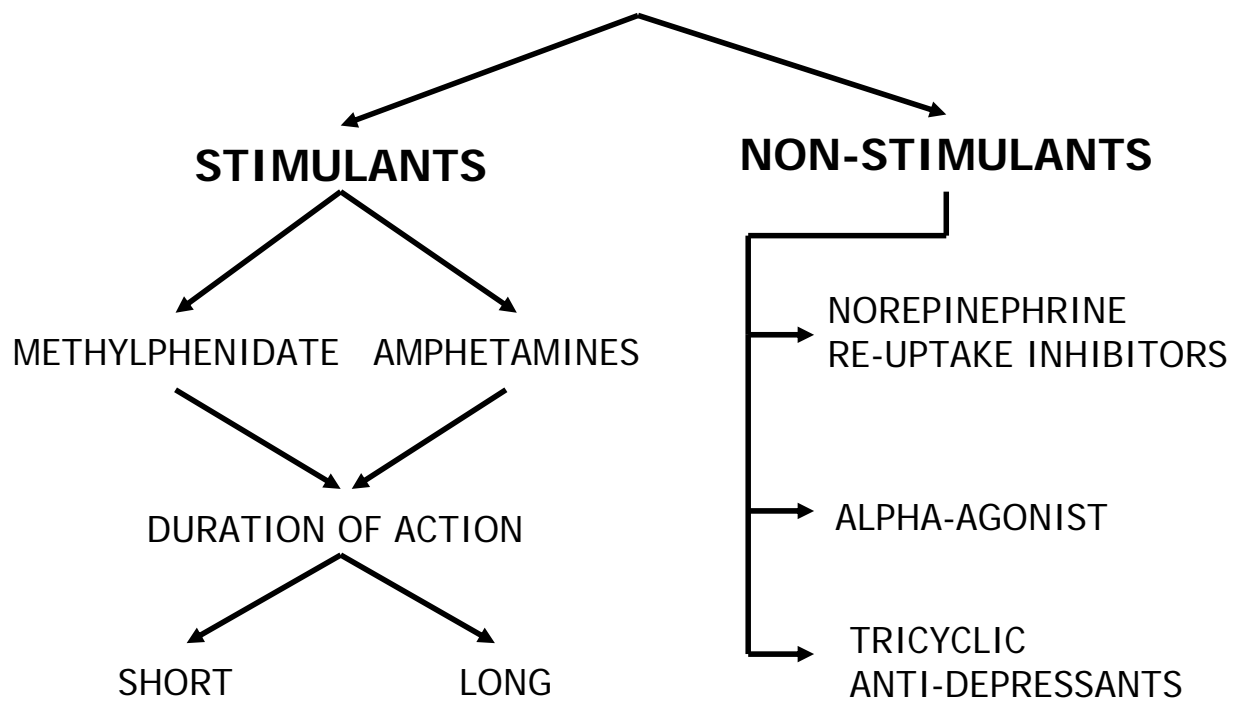 STIMULANTS
NON-STIMULANTS
METHYLPHENIDATE
AMPHETAMINES
DURATION OF ACTION
SHORT
LONG
NOREPINEPHRINE
RE-UPTAKE INHIBITORS
ALPHA-AGONIST
TRICYCLIC
ANTI-DEPRESSANTS